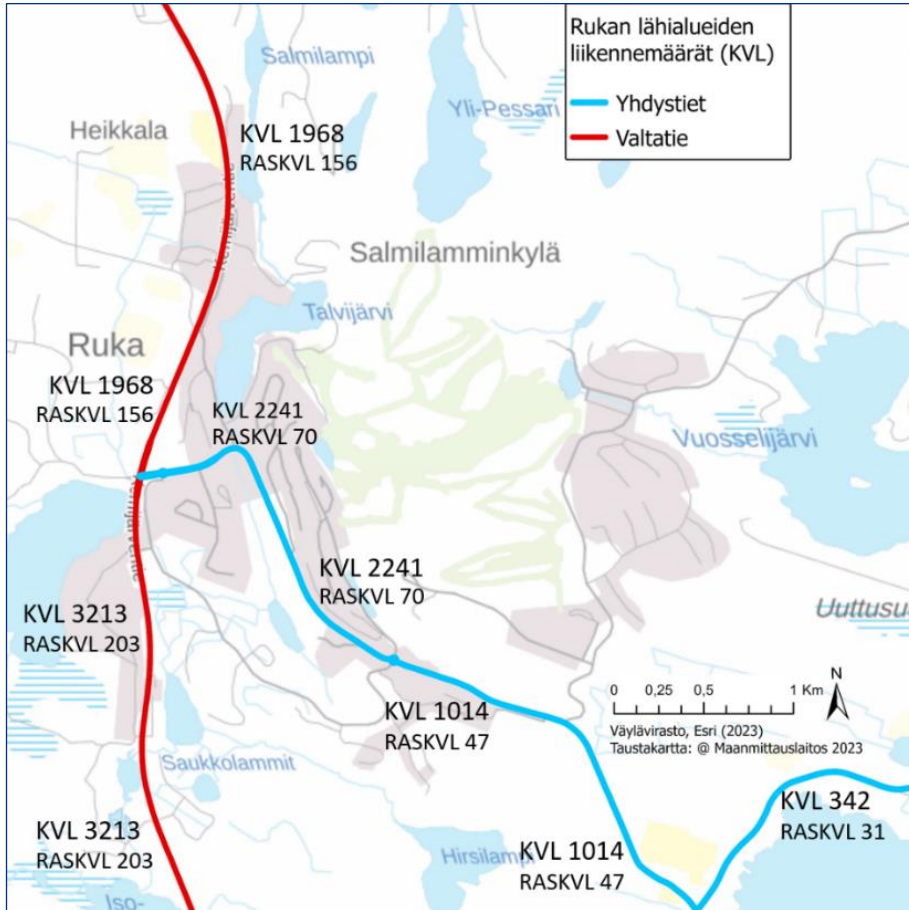 Rukan lähialueiden
liikennemäärät (KVL)
Yhdystiet
Valtatie
Salmilampi
Yli-Pessari
Heikkala
KVL 1968
RASKVL 156
Salmilamminkylä
Talvijärvi
Ruka
KVL 1968
RASKVL 156
KVL 2241
RASKVL 70
Vuosselijärvi
KVL 2241
RASKVL 70
KVL 3213
RASKVL 203
Uuttusu
N
0 0,25 0,5 1 Km
Väylävirasto, Esri (2023)
Taustakartta: @ Maanmittauslaitos 2023
KVL 1014
RASKVL 47
Saukkolammit
KVL 342
RASKVL 31
KVL 3213
RASKVL 203
Hirsilampi
KVL 1014
RASKVL 47
Iso-